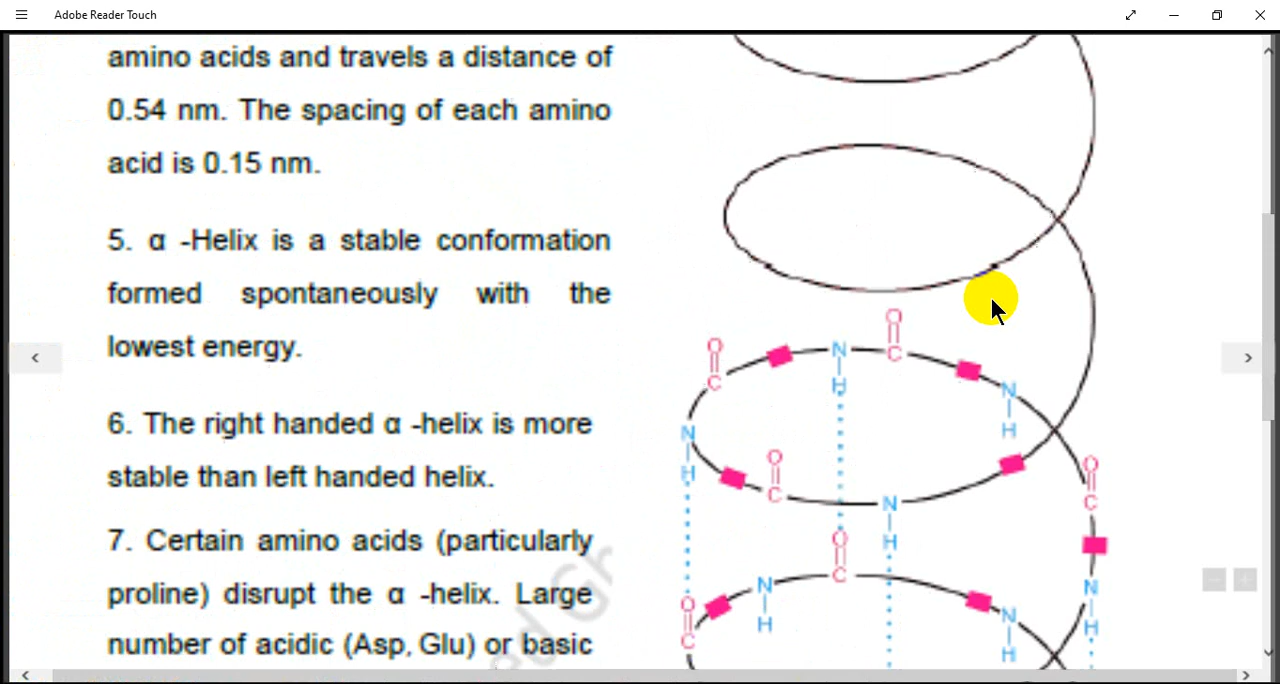 Adobe Reader Touch
amino acids and travels a distance of
0.54 nm. The spacing of each amino
acid is 0.15 nm.
5. α -Helix is a stable conformation
formed spontaneously with the
lowest energy.
6. The right handed α -helix is more
stable than left handed helix.
7. Certain amino acids (particularly
proline) disrupt the α -helix. Large
number of acidic (Asp, Glu) or basic
O
C
N
H
O
C
N
H
N
H
O
C
N
H
O
C
O
C
N
H
O
C
N
H
N
H